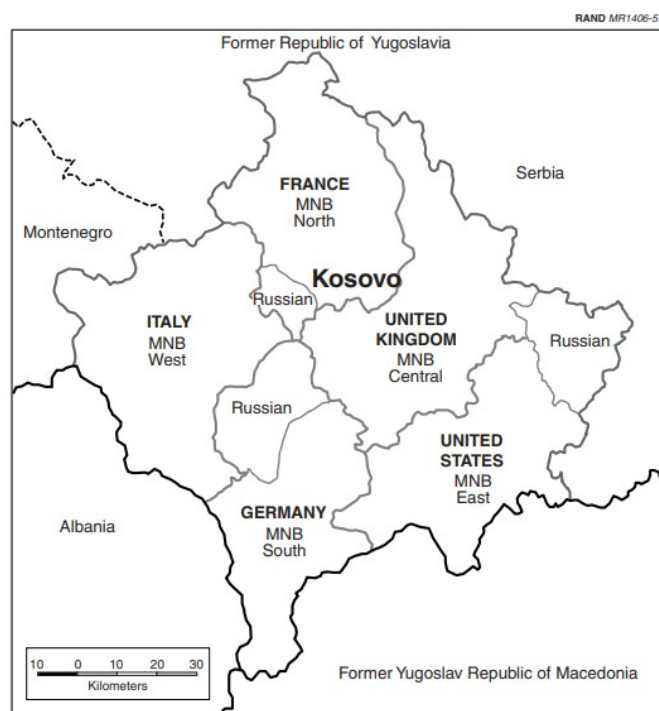 RAND MR1406-5.
Former Republic of Yugoslavia
Serbia
FRANCE
MNB
North
Montenegro
Kosovo
Russian
ITALY
MNB
West
UNITED
KINGDOM
MNB
Central
Russian
Russian
UNITED
STATES
MNB
East
GERMANY
MNB
South
Albania
10 0 10 20 30
Kilometers
Former Yugoslav Republic of Macedonia